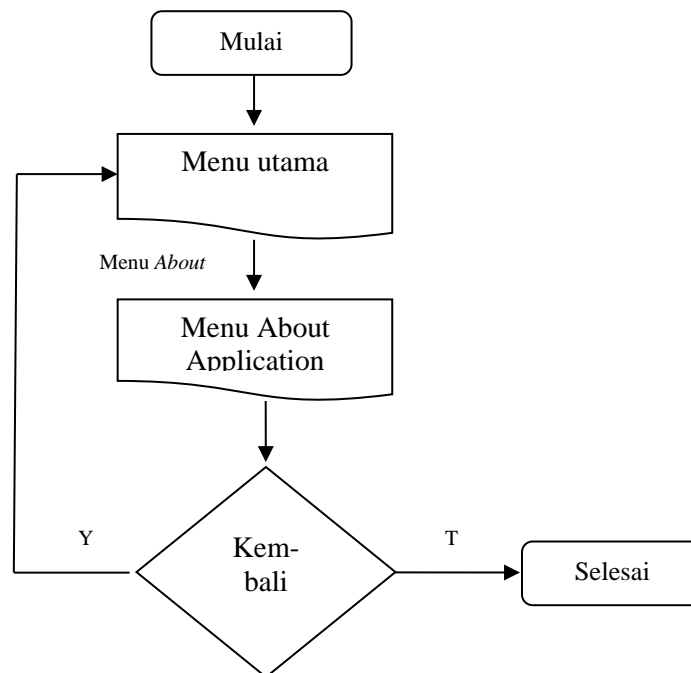 Mulai
Menu utama
Menu About
Menu About
Application
Kem-
bali
Y
T
Selesai